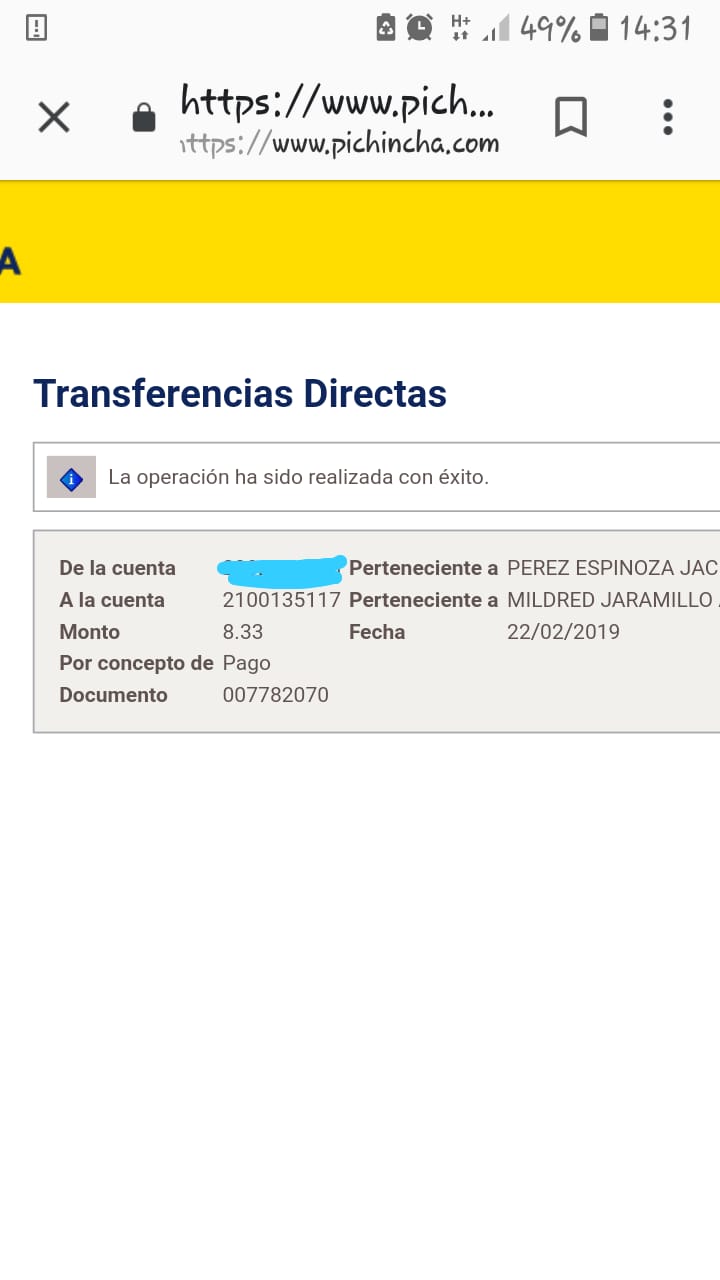 49% 14:31
https://www.pich...
https://www.pichincha.com
A
Transferencias Directas
La operación ha sido realizada con éxito.
De la cuenta Perteneciente a PEREZ ESPINOZA JAC
A la cuenta 2100135117 Perteneciente a MILDRED JARAMILLO
Monto 8.33 Fecha 22/02/2019
Por concepto de Pago
Documento 007782070